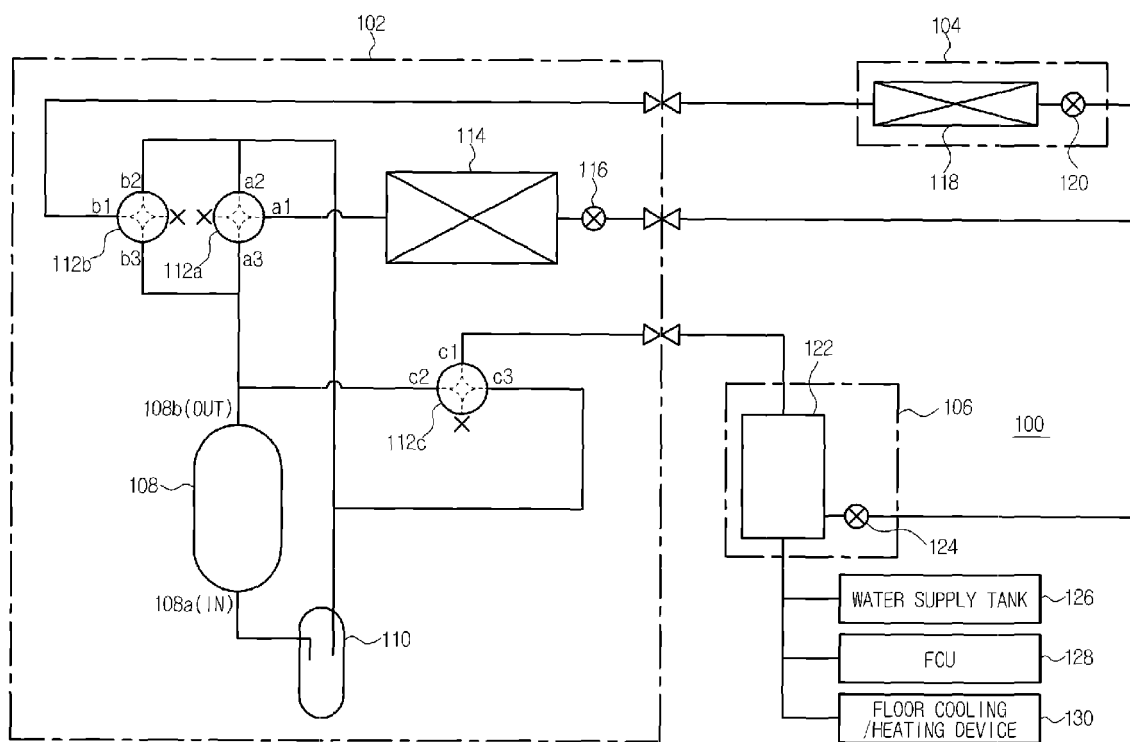 102
104
114
116
118
120
b2
a2
b1
a1
b3
a3
112b
112a
c1
c2
c3
112c
122
106
100
108b(OUT)
108
108a(IN)
110
124
WATER SUPPLY TANK
126
FCU
128
FLOOR COOLING
/HEATING DEVICE
130